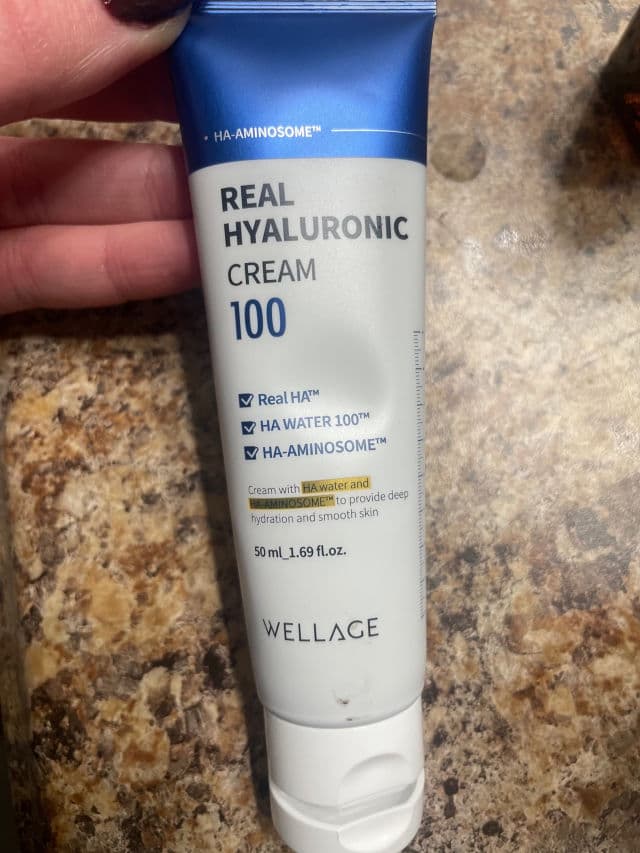 HA-AMINOSOME™
REAL
HYALURONIC
CREAM
100
Real HA™
HA WATER 100™
HA-AMINOSOME™
Cream with HA water and
HA-AMINOSOME™ to provide deep
hydration and smooth skin
50 ml_1.69 fl.oz.
WELLAGE